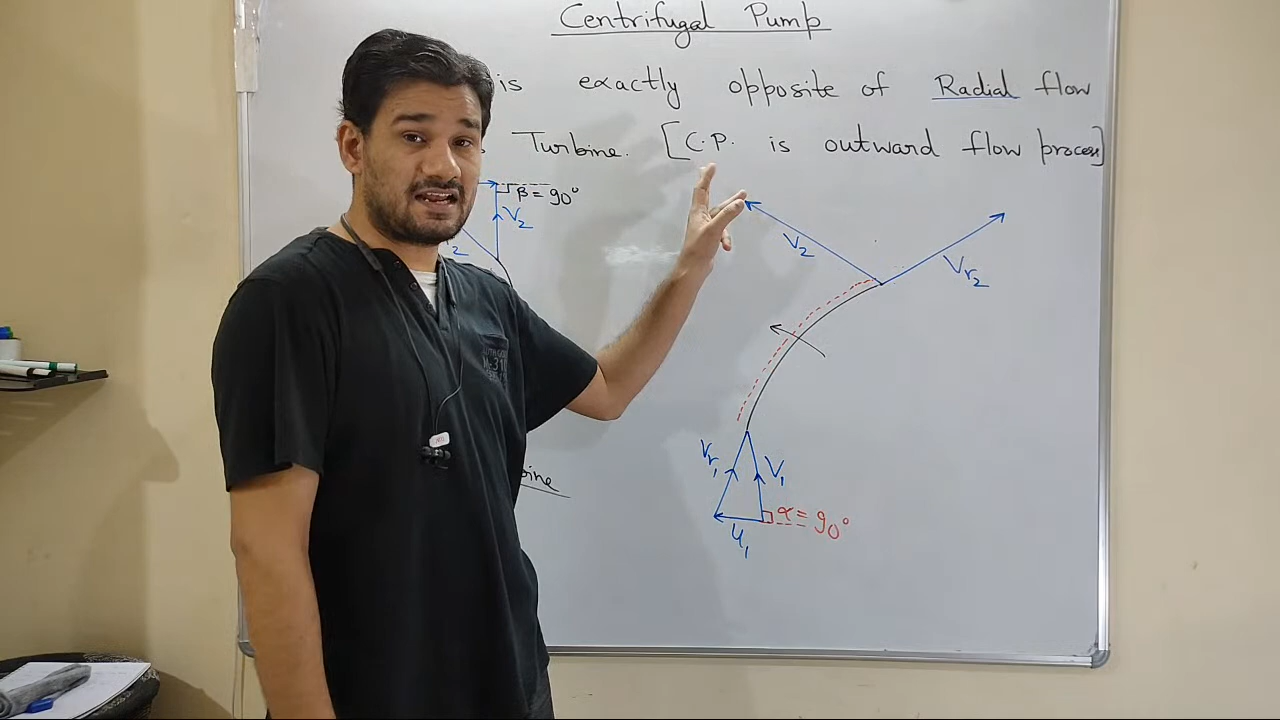 Centrifugal Pump
is exactly opposite of Radial flow
Turbine. [C.P. is outward flow process]
β = 90°
V2
2
V2
Vr2
Vr1
V1
α = 90°
u1
bine